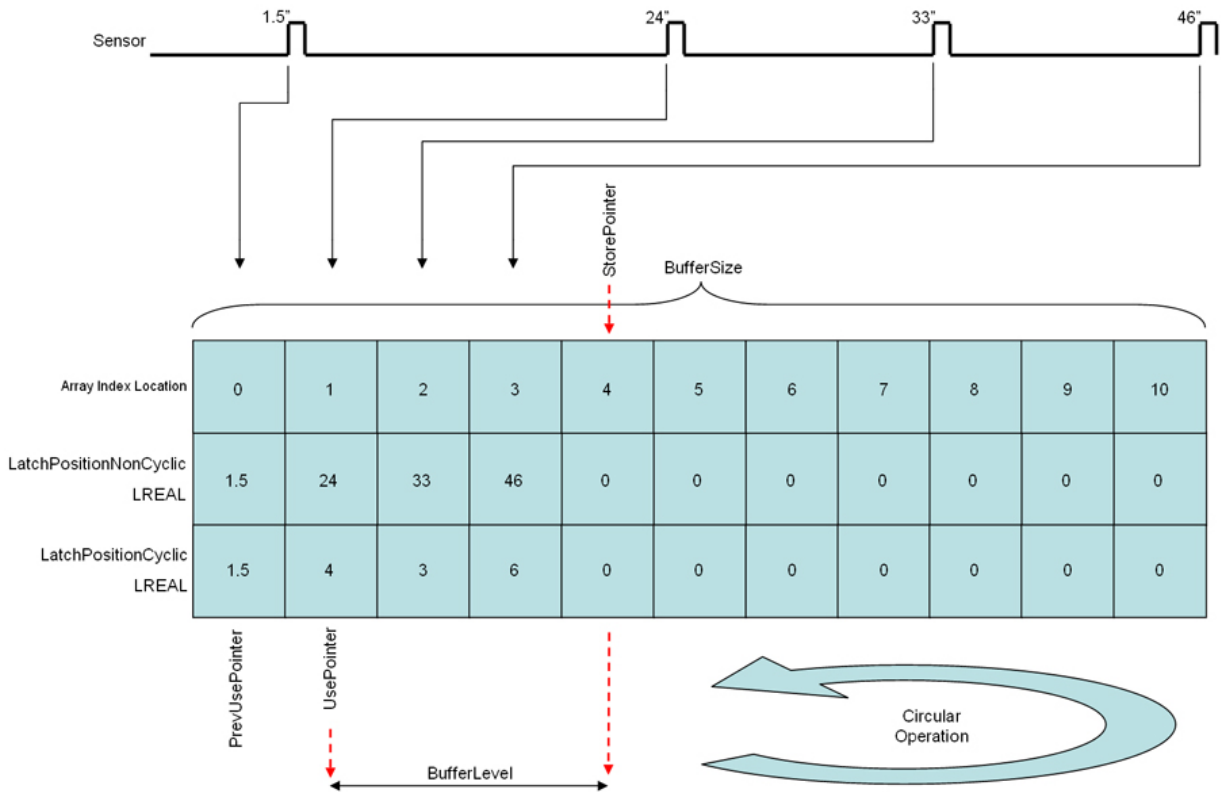 1.5"
24"
33"
46"
Sensor
StorePointer
BufferSize
Array Index Location
0 1 2 3 4 5 6 7 8 9 10
LatchPositionNonCyclic
LREAL
1.5 24 33 46 0 0 0 0 0 0 0
LatchPositionCyclic
LREAL
1.5 4 3 6 0 0 0 0 0 0 0
PrevUsePointer
UsePointer
BufferLevel
Circular
Operation